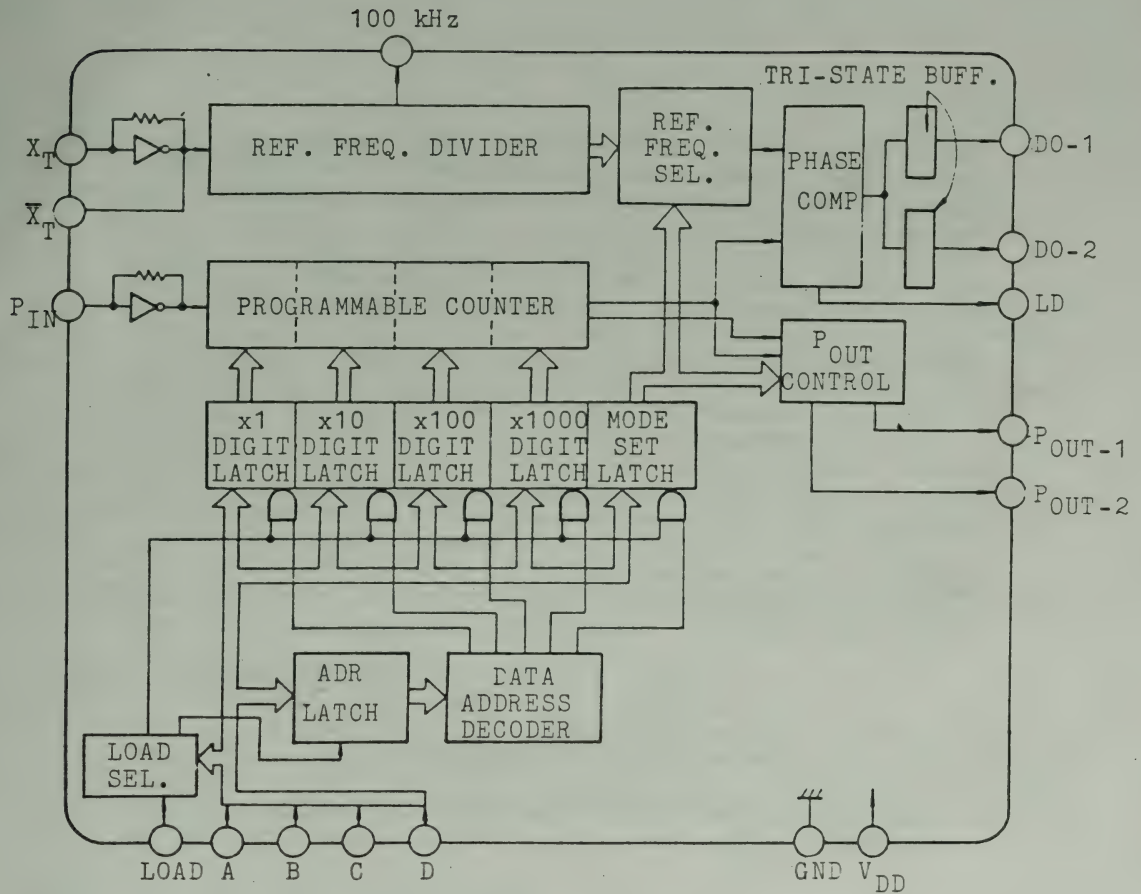 100 kHz
TRI-STATE BUFF.
X_T
REF. FREQ. DIVIDER
REF.
FREQ.
SEL.
PHASE
COMP
DO-1
X̅_T
DO-2
P_IN
PROGRAMMABLE COUNTER
LD
P_OUT
CONTROL
x1
DIGIT
LATCH
x10
DIGIT
LATCH
x100
DIGIT
LATCH
x1000
DIGIT
LATCH
MODE
SET
LATCH
P_OUT-1
P_OUT-2
ADR
LATCH
DATA
ADDRESS
DECODER
LOAD
SEL.
LOAD
A
B
C
D
GND
V_DD